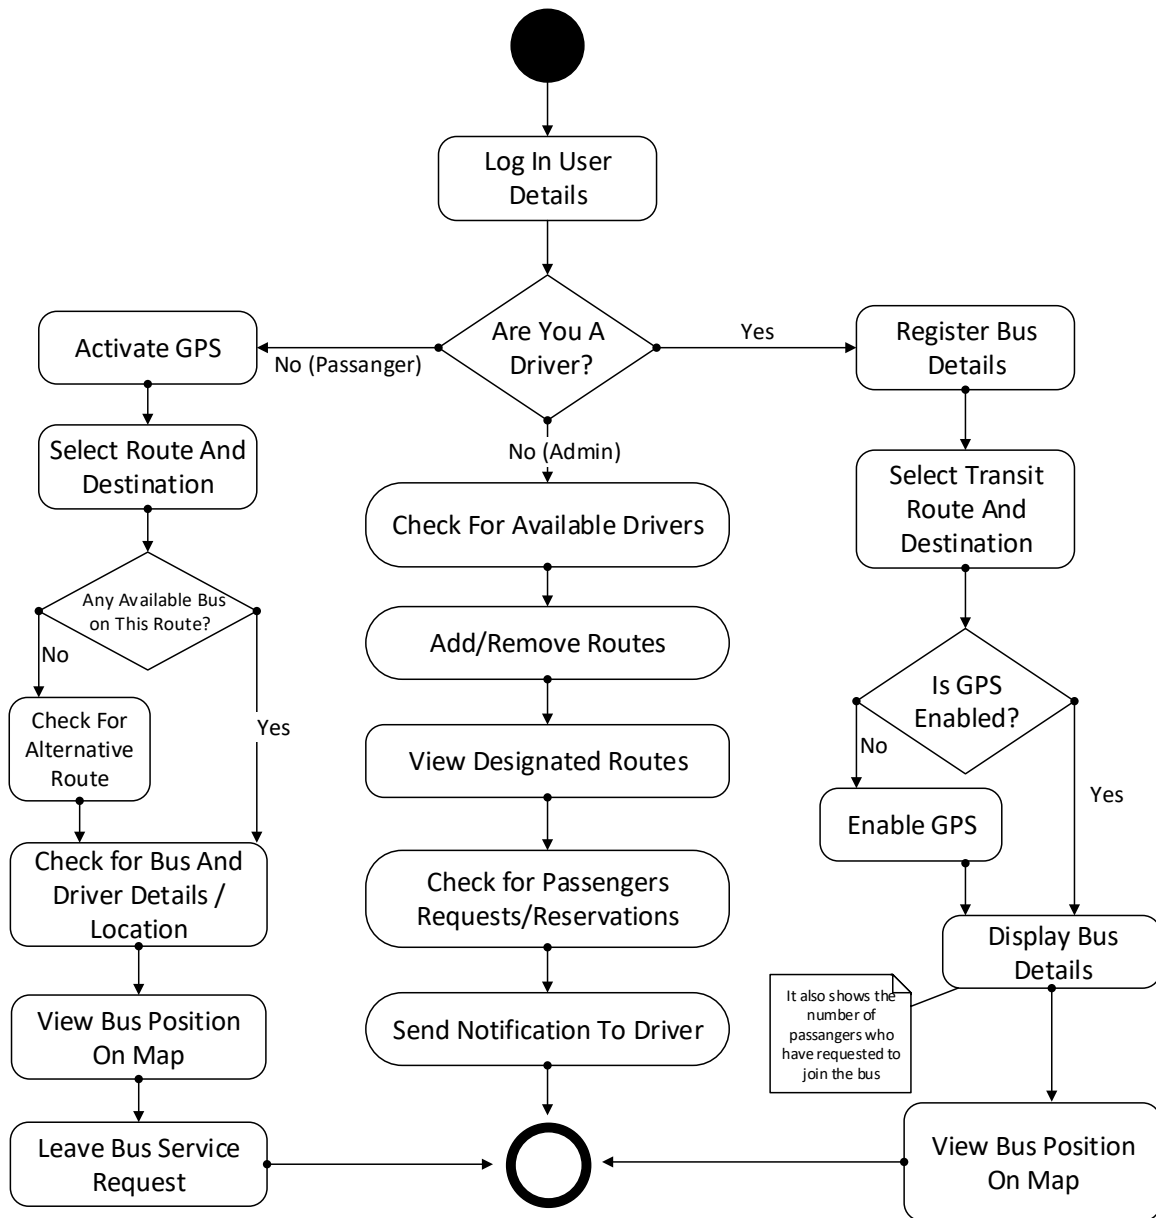 Log In User
Details
Are You A
Driver?
No (Passanger)
Yes
No (Admin)
Activate GPS
Select Route And
Destination
Any Available Bus
on This Route?
No
Yes
Check For
Alternative
Route
Check for Bus And
Driver Details /
Location
View Bus Position
On Map
Leave Bus Service
Request
Check For Available Drivers
Add/Remove Routes
View Designated Routes
Check for Passengers
Requests/Reservations
Send Notification To Driver
Register Bus
Details
Select Transit
Route And
Destination
Is GPS
Enabled?
No
Yes
Enable GPS
Display Bus
Details
It also shows the
number of
passangers who
have requested to
join the bus
View Bus Position
On Map